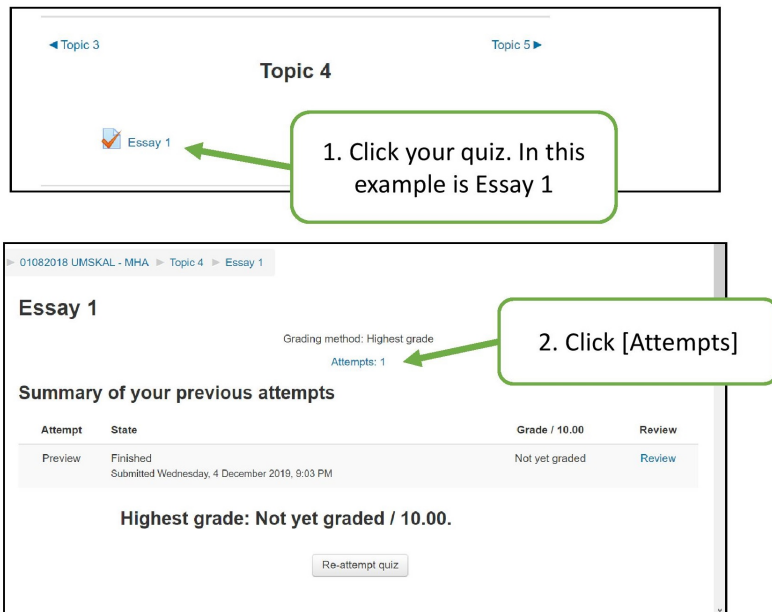 ◄ Topic 3
Topic 5 ►
Topic 4
Essay 1
1. Click your quiz. In this
example is Essay 1
► 01082018 UMSKAL - MHA ► Topic 4 ► Essay 1
Essay 1
Grading method: Highest grade
Attempts: 1
2. Click [Attempts]
Summary of your previous attempts
Attempt State Grade / 10.00 Review
Preview Finished Not yet graded Review
Submitted Wednesday, 4 December 2019, 9:03 PM
Highest grade: Not yet graded / 10.00.
Re-attempt quiz